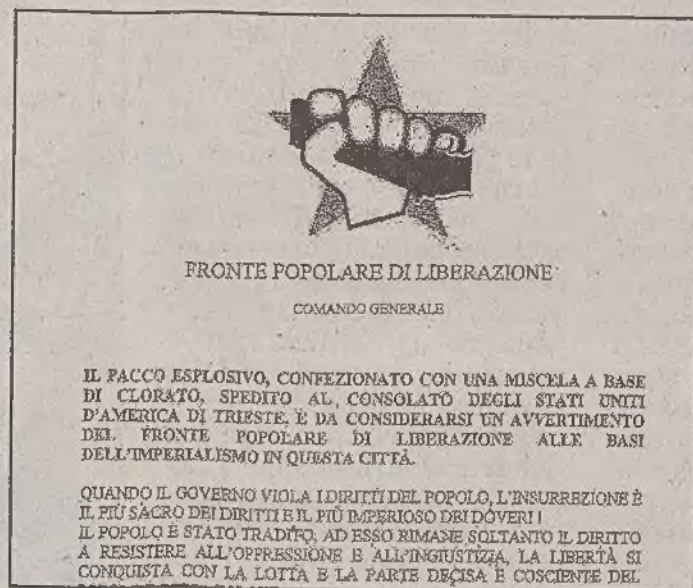 FRONTE POPOLARE DI LIBERAZIONE
COMANDO GENERALE
IL PACCO ESPLOSIVO, CONFEZIONATO CON UNA MISCELA A BASE
DI CLORATO, SPEDITO AL CONSOLATO DEGLI STATI UNITI
D'AMERICA DI TRIESTE, È DA CONSIDERARSI UN AVVERTIMENTO
DEL FRONTE POPOLARE DI LIBERAZIONE ALLE BASI
DELL'IMPERIALISMO IN QUESTA CITTÀ.
QUANDO IL GOVERNO VIOLA I DIRITTI DEL POPOLO, L'INSURREZIONE È
IL PIÙ SACRO DEI DIRITTI E IL PIÙ IMPERIOSO DEI DOVERI !
IL POPOLO È STATO TRADITO, AD ESSO RIMANE SOLTANTO IL DIRITTO
A RESISTERE ALL'OPPRESSIONE E ALL'INGIUSTIZIA, LA LIBERTÀ SI
CONQUISTA CON LA LOTTA E LA PARTE DECISA E COSCIENTE DEL